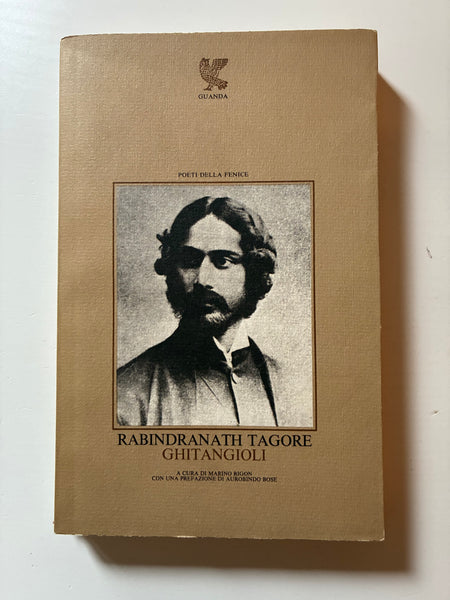 GUANDA
POETI DELLA FENICE
RABINDRANATH TAGORE
GHITANGIOLI
A CURA DI MARINO RIGON
CON UNA PREFAZIONE DI AUROBINDO BOSE